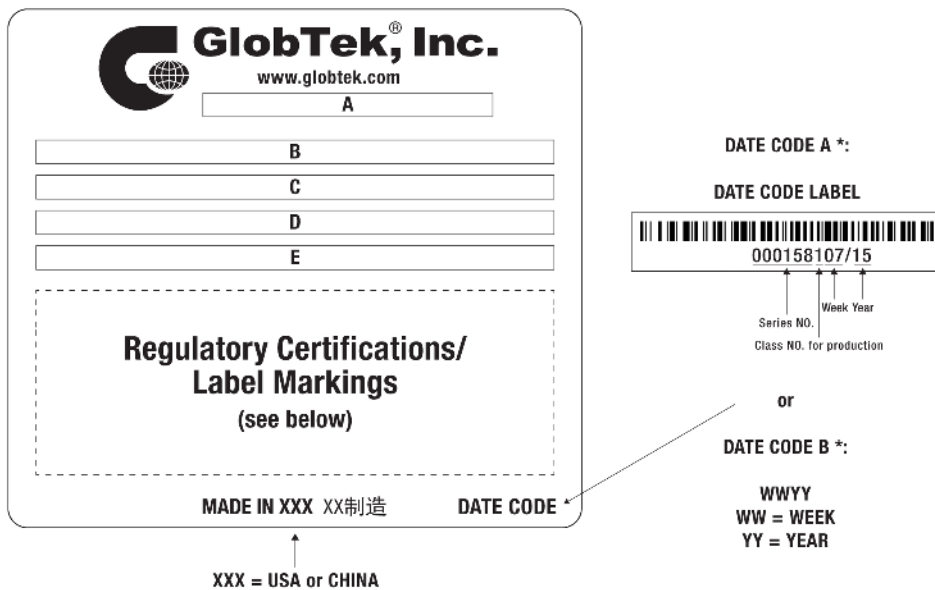 GlobTek,® Inc.
www.globtek.com
A
B
C
D
E
Regulatory Certifications/
Label Markings
(see below)
MADE IN XXX XX制造 DATE CODE
XXX = USA or CHINA
DATE CODE A *:
DATE CODE LABEL
000158107/15
Week Year
Series NO.
Class NO. for production
or
DATE CODE B *:
WWYY
WW = WEEK
YY = YEAR